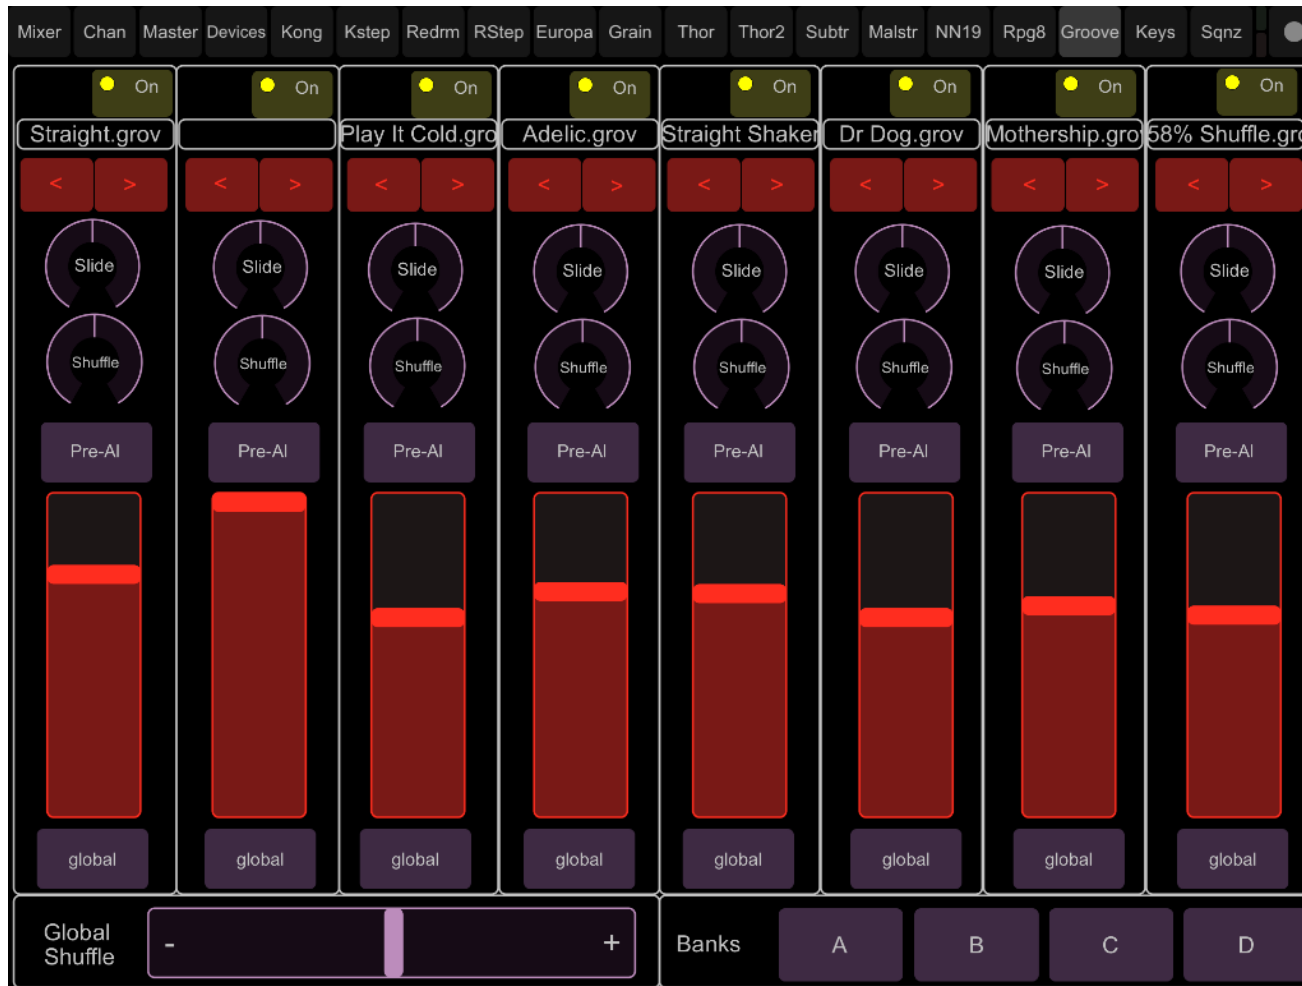 Mixer Chan Master Devices Kong Kstep Redrm RStep Europa Grain Thor Thor2 Subtr Malstr NN19 Rpg8 Groove Keys Sqnz
On On On On On On On On
Straight.grov Play It Cold.gro Adelic.grov Straight Shaker Dr Dog.grov Mothership.grov 58% Shuffle.gro
< > < > < > < > < > < > < > < >
Slide Slide Slide Slide Slide Slide Slide Slide
Shuffle Shuffle Shuffle Shuffle Shuffle Shuffle Shuffle Shuffle
Pre-Al Pre-Al Pre-Al Pre-Al Pre-Al Pre-Al Pre-Al Pre-Al
global global global global global global global global
Global
Shuffle
- +
Banks A B C D